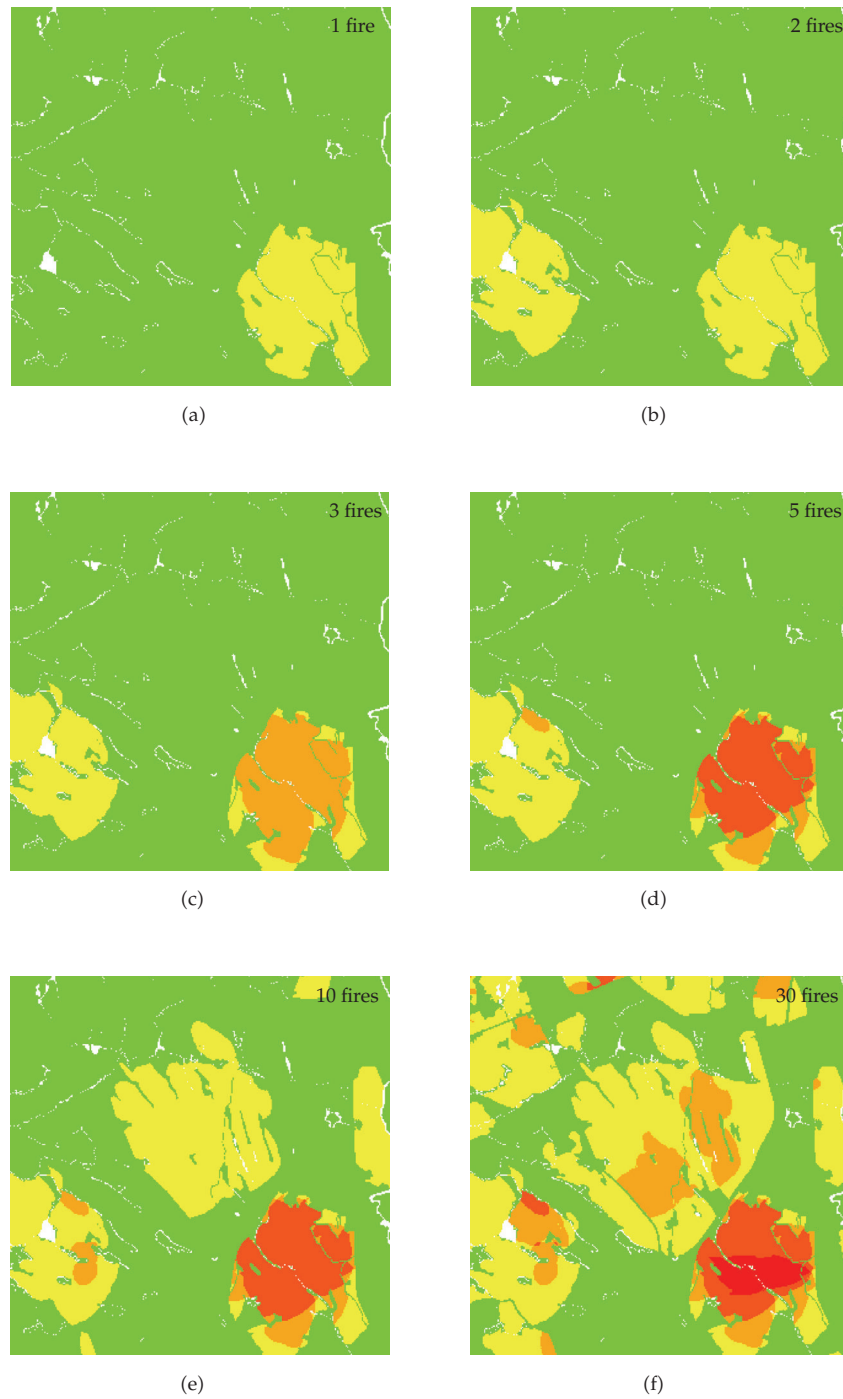 1 fire
2 fires
(a)
(b)
3 fires
5 fires
(c)
(d)
10 fires
30 fires
(e)
(f)